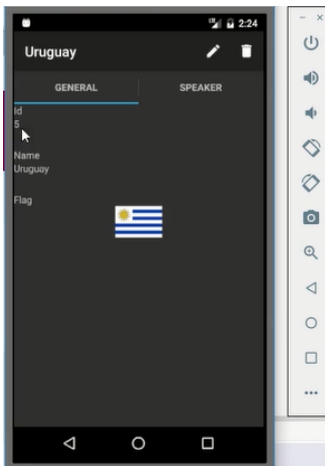 2:24
Uruguay
GENERAL SPEAKER
Id
5
Name
Uruguay
Flag